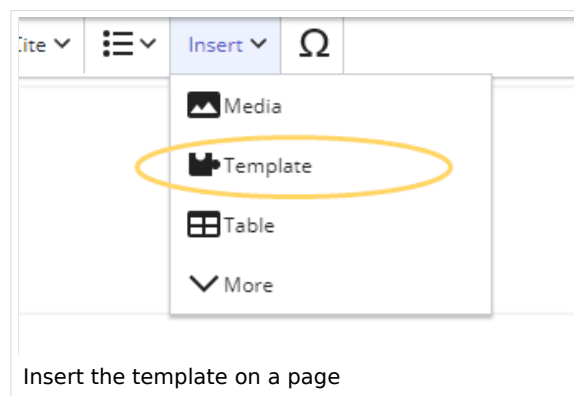 Cite Insert Ω
Media
Template
Table
More
Insert the template on a page